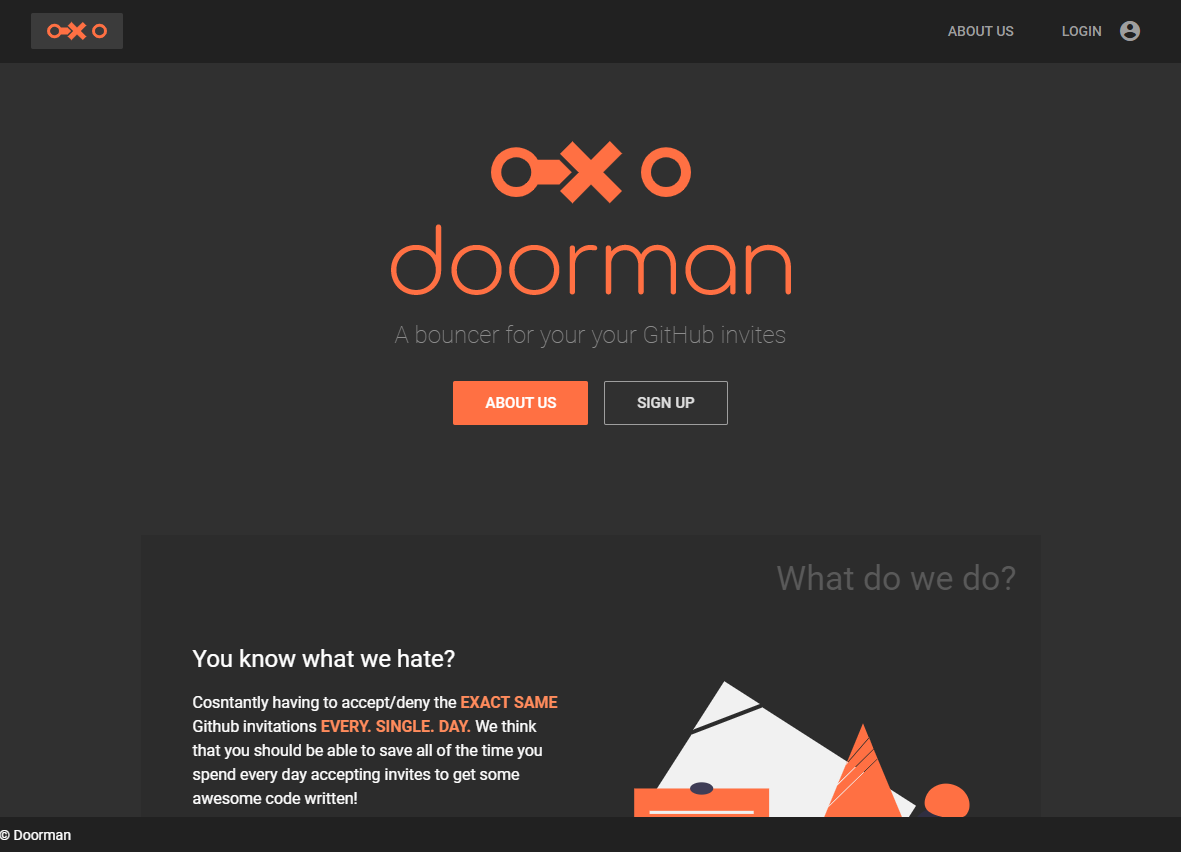 ABOUT US
LOGIN
doorman
A bouncer for your your GitHub invites
ABOUT US
SIGN UP
What do we do?
You know what we hate?
Cosntantly having to accept/deny the EXACT SAME
Github invitations EVERY. SINGLE. DAY. We think
that you should be able to save all of the time you
spend every day accepting invites to get some
awesome code written!
© Doorman